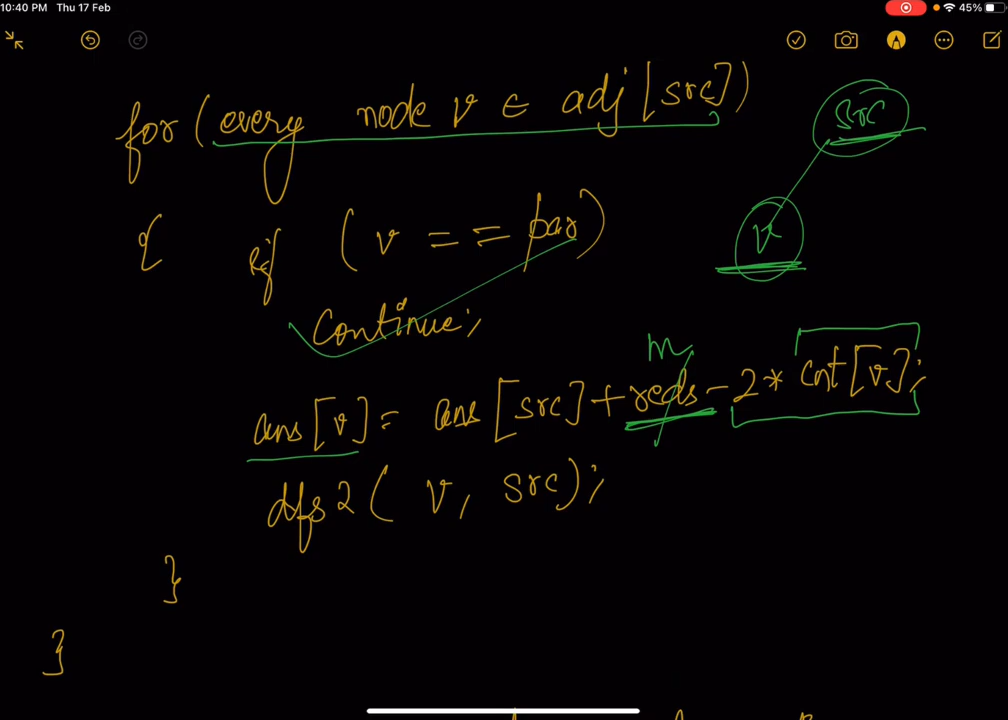 10:40 PM Thu 17 Feb 45%
for (every node v ∈ adj[src])
src
{ if (v == par)
v
continue;
m
ans[v] = ans[src] + reds - 2* cnt[v];
dfs2(v, src);
}
}